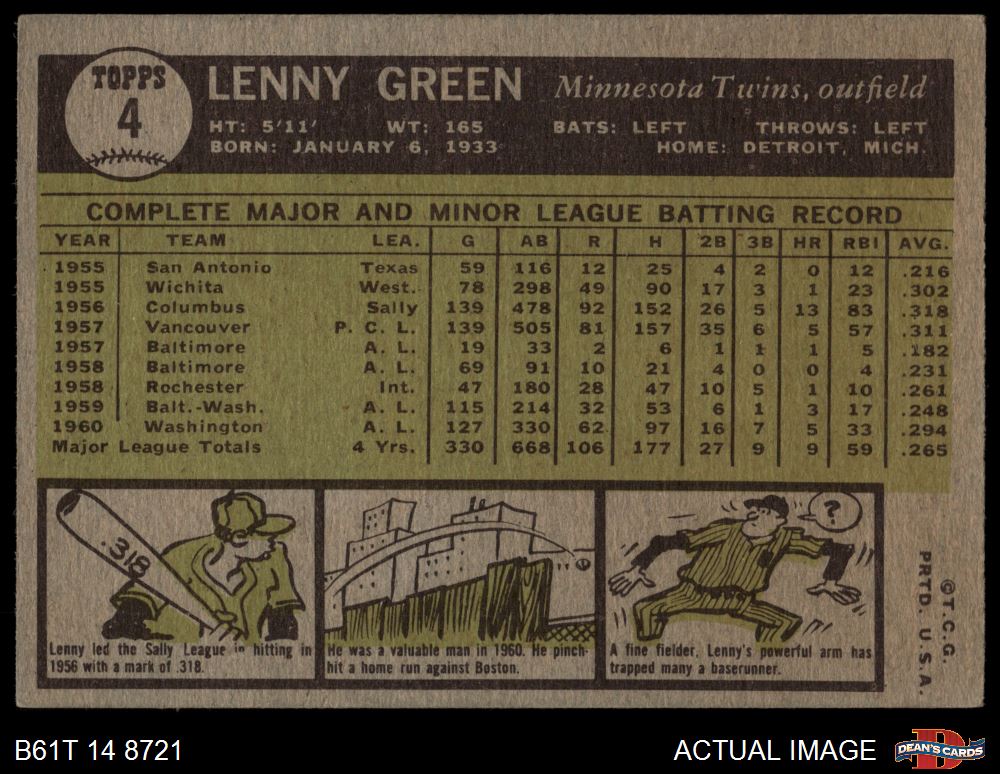 TOPPS
4
LENNY GREEN Minnesota Twins, outfield
HT: 5'11' WT: 165 BATS: LEFT THROWS: LEFT
BORN: JANUARY 6, 1933 HOME: DETROIT, MICH.
COMPLETE MAJOR AND MINOR LEAGUE BATTING RECORD
YEAR TEAM LEA. G AB R H 2B 3B HR RBI AVG.
1955 San Antonio Texas 59 116 12 25 4 2 0 12 .216
1955 Wichita West. 78 298 49 90 17 3 1 23 .302
1956 Columbus Sally 139 478 92 152 26 5 13 83 .318
1957 Vancouver P. C. L. 139 505 81 157 35 6 5 57 .311
1957 Baltimore A. L. 19 33 2 6 1 1 1 5 .182
1958 Baltimore A. L. 69 91 10 21 4 0 0 4 .231
1958 Rochester Int. 47 180 28 47 10 5 1 10 .261
1959 Balt.-Wash. A. L. 115 214 32 53 6 1 3 17 .248
1960 Washington A. L. 127 330 62 97 16 7 5 33 .294
Major League Totals 4 Yrs. 330 668 106 177 27 9 9 59 .265
.318
Lenny led the Sally League in hitting in
1956 with a mark of .318.
He was a valuable man in 1960. He pinch-
hit a home run against Boston.
?
A fine fielder, Lenny's powerful arm has
trapped many a baserunner.
©T.C.G.
PRTD. U.S.A.
B61T 14 8721
ACTUAL IMAGE
D
DEAN'S CARDS